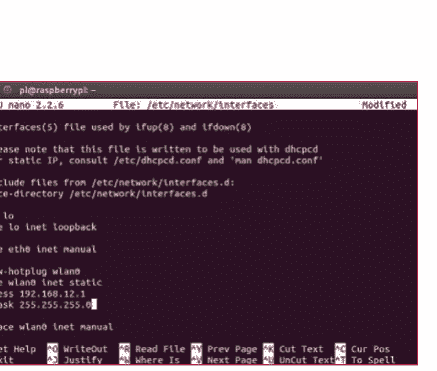 pi@raspberrypi: ~
U nano 2.2.6 File: /etc/network/interfaces Modified
terfaces(5) file used by ifup(8) and ifdown(8)
ease note that this file is written to be used with dhcpcd
r static IP, consult /etc/dhcpcd.conf and 'man dhcpcd.conf'
clude files from /etc/network/interfaces.d:
ce-directory /etc/network/interfaces.d
lo
e lo inet loopback
e eth0 inet manual
w-hotplug wlan0
e wlan0 inet static
ess 192.168.12.1
ask 255.255.255.0
ace wlan0 inet manual
et Help ^O WriteOut ^R Read File ^Y Prev Page ^K Cut Text ^C Cur Pos
xit ^J Justify ^W Where Is ^V Next Page ^U UnCut Text ^T To Spell